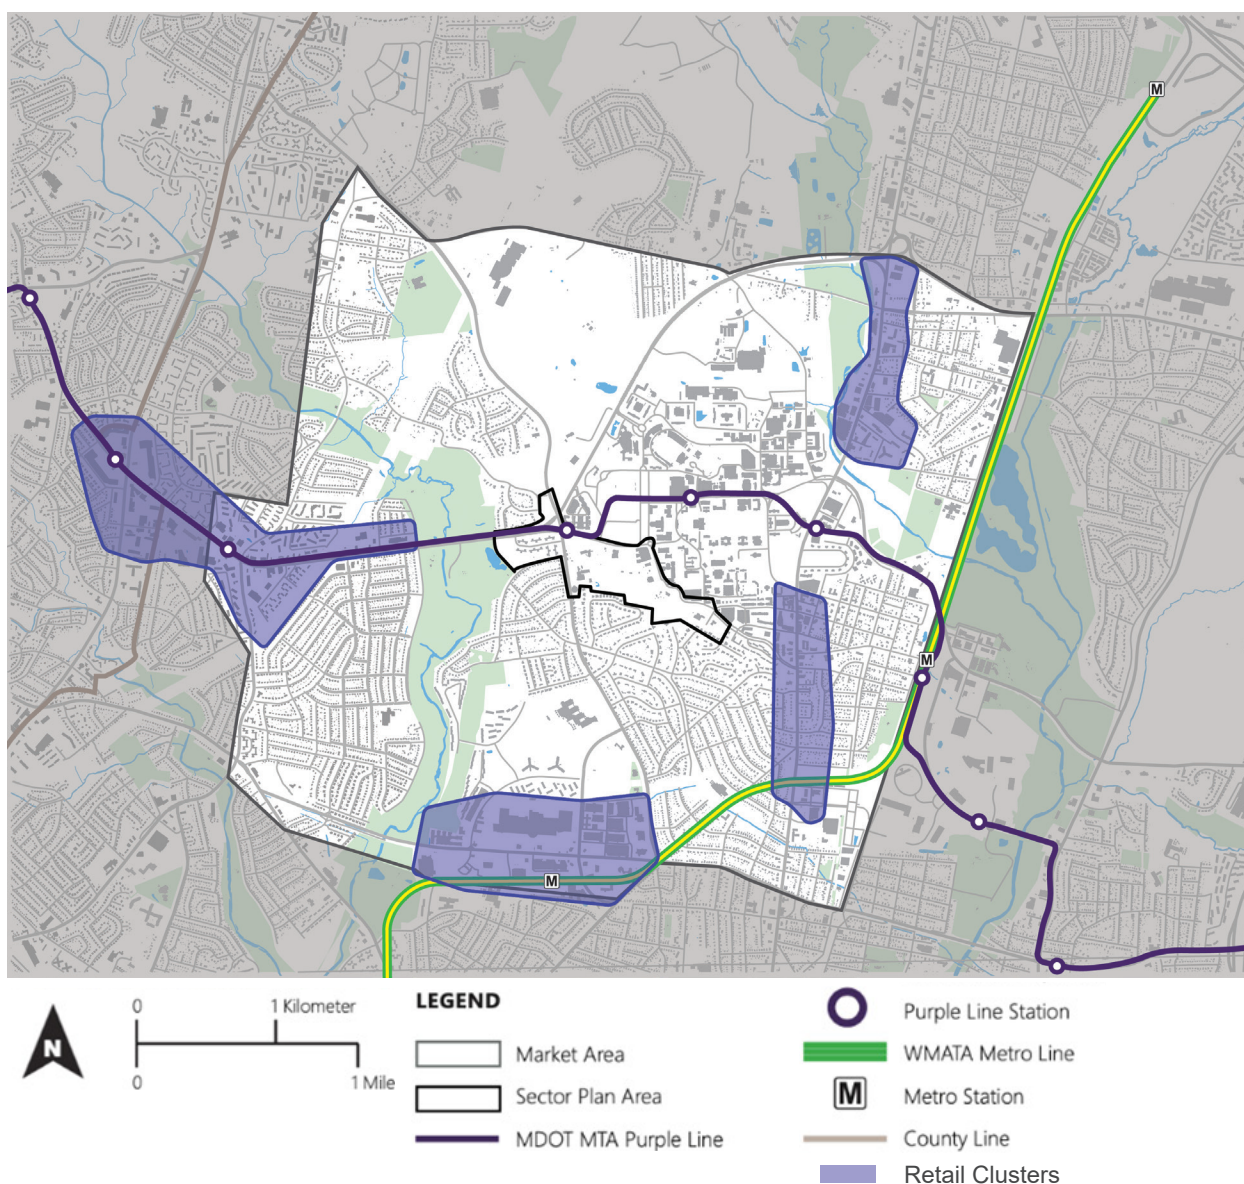 M
M
M
N
0
1 Kilometer
0
1 Mile
LEGEND
Market Area
Sector Plan Area
MDOT MTA Purple Line
Purple Line Station
WMATA Metro Line
M
Metro Station
County Line
Retail Clusters